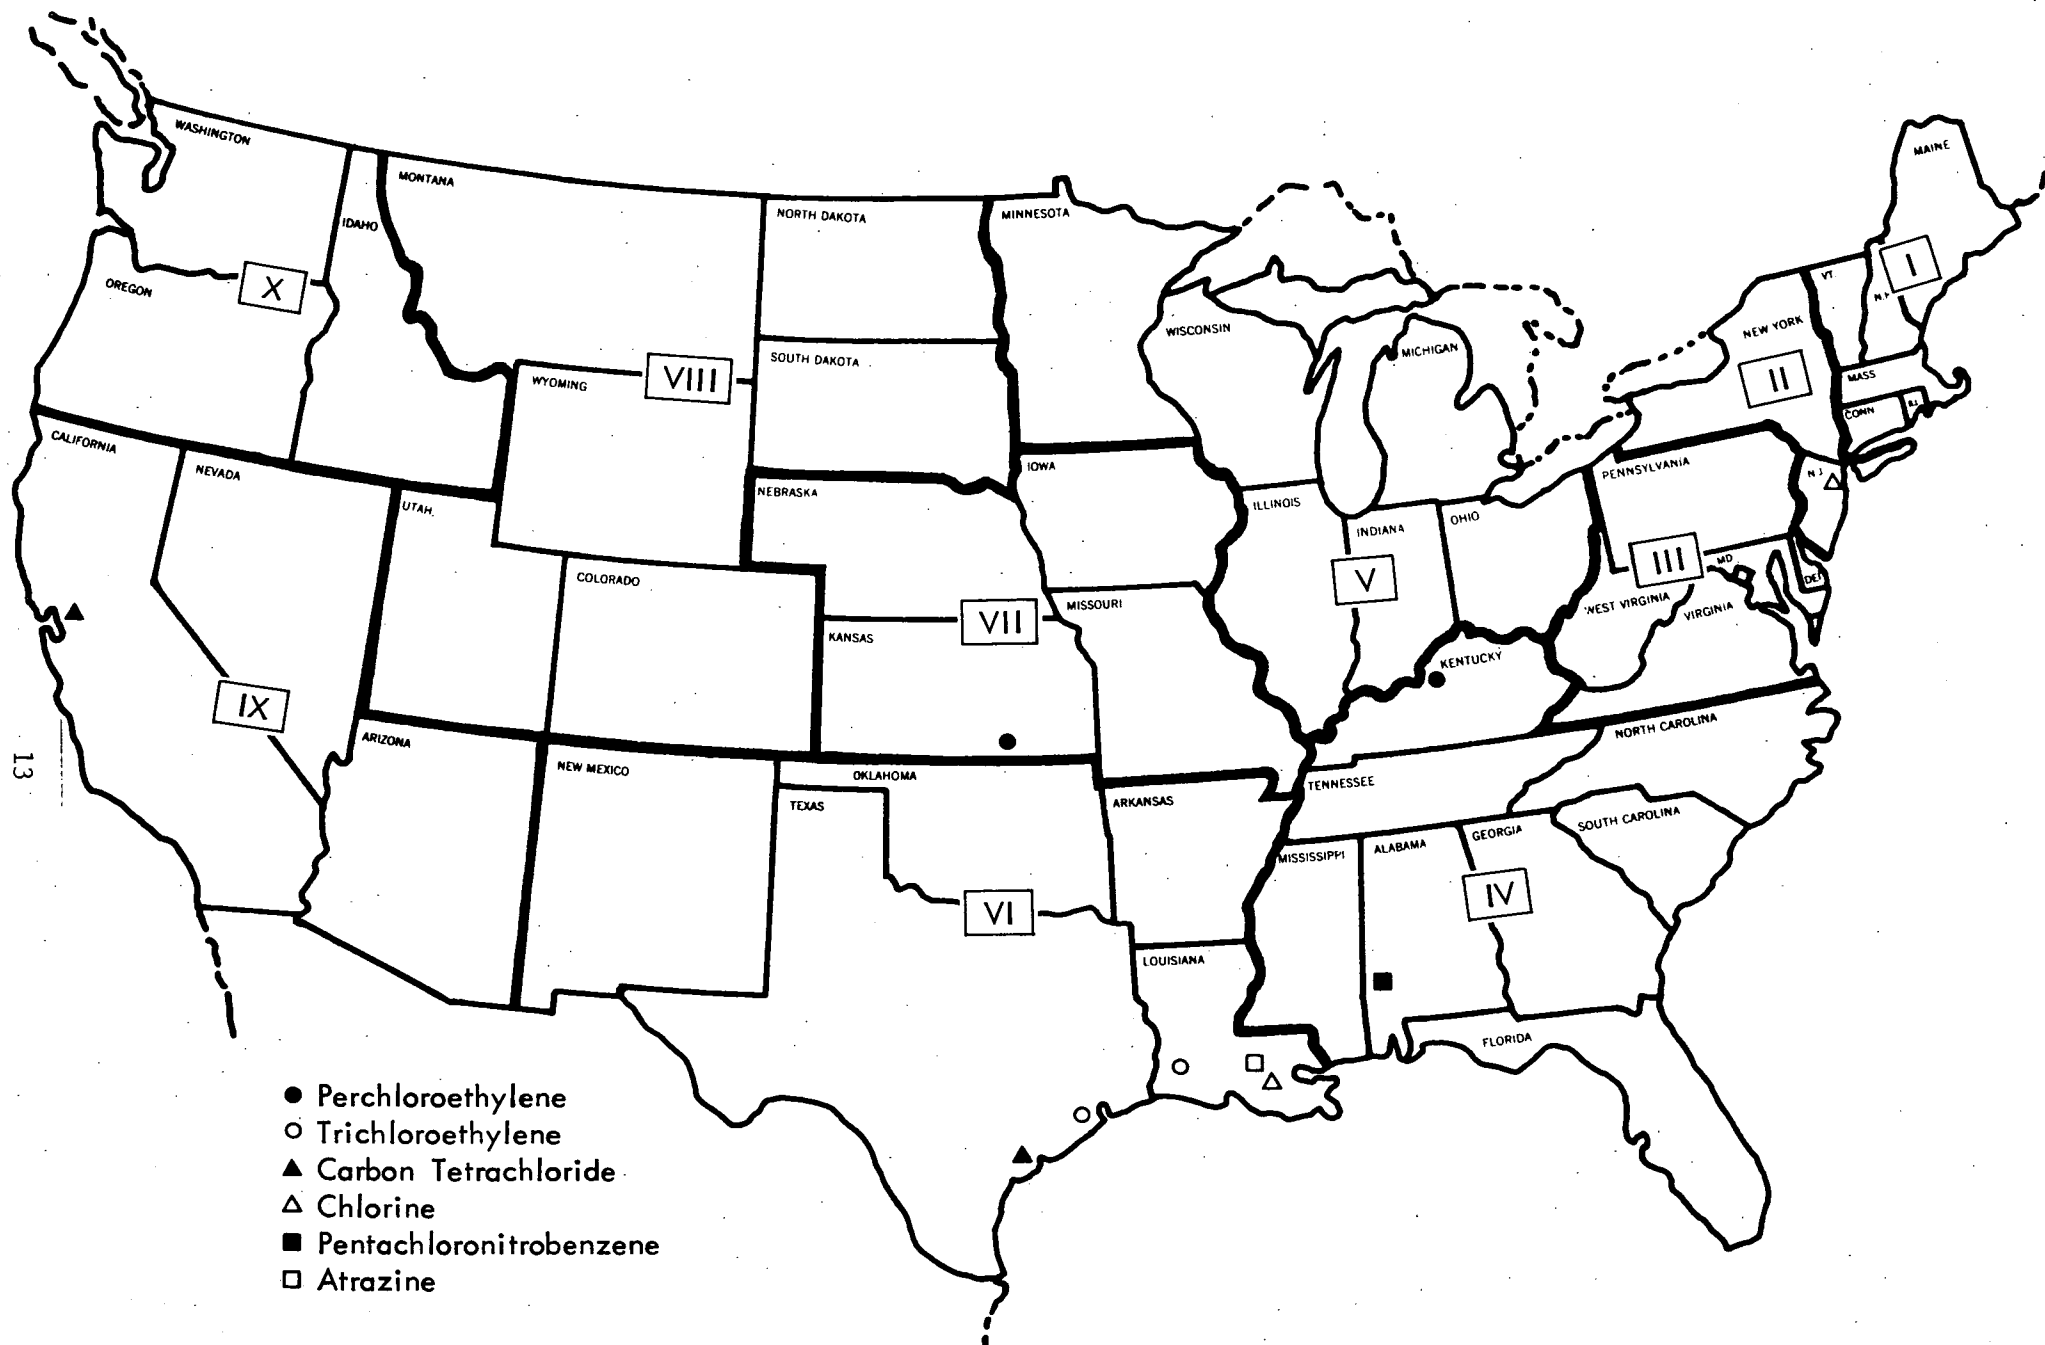 WASHINGTON
MAINE
MONTANA
NORTH DAKOTA
MINNESOTA
IDAHO
I
VT.
X
OREGON
N.H
WISCONSIN
NEW YORK
MICHIGAN
SOUTH DAKOTA
VIII
WYOMING
II
MASS
CONN
R.I.
CALIFORNIA
NEVADA
IOWA
PENNSYLVANIA
N.J.
NEBRASKA
UTAH
ILLINOIS
INDIANA
OHIO
III
MD
DEL
COLORADO
V
MISSOURI
WEST VIRGINIA
VIRGINIA
VII
KANSAS
KENTUCKY
IX
ARIZONA
NORTH CAROLINA
13
NEW MEXICO
OKLAHOMA
TENNESSEE
TEXAS
ARKANSAS
SOUTH CAROLINA
GEORGIA
MISSISSIPPI
ALABAMA
IV
VI
LOUISIANA
FLORIDA
Perchloroethylene
Trichloroethylene
Carbon Tetrachloride
Chlorine
Pentachloronitrobenzene
Atrazine